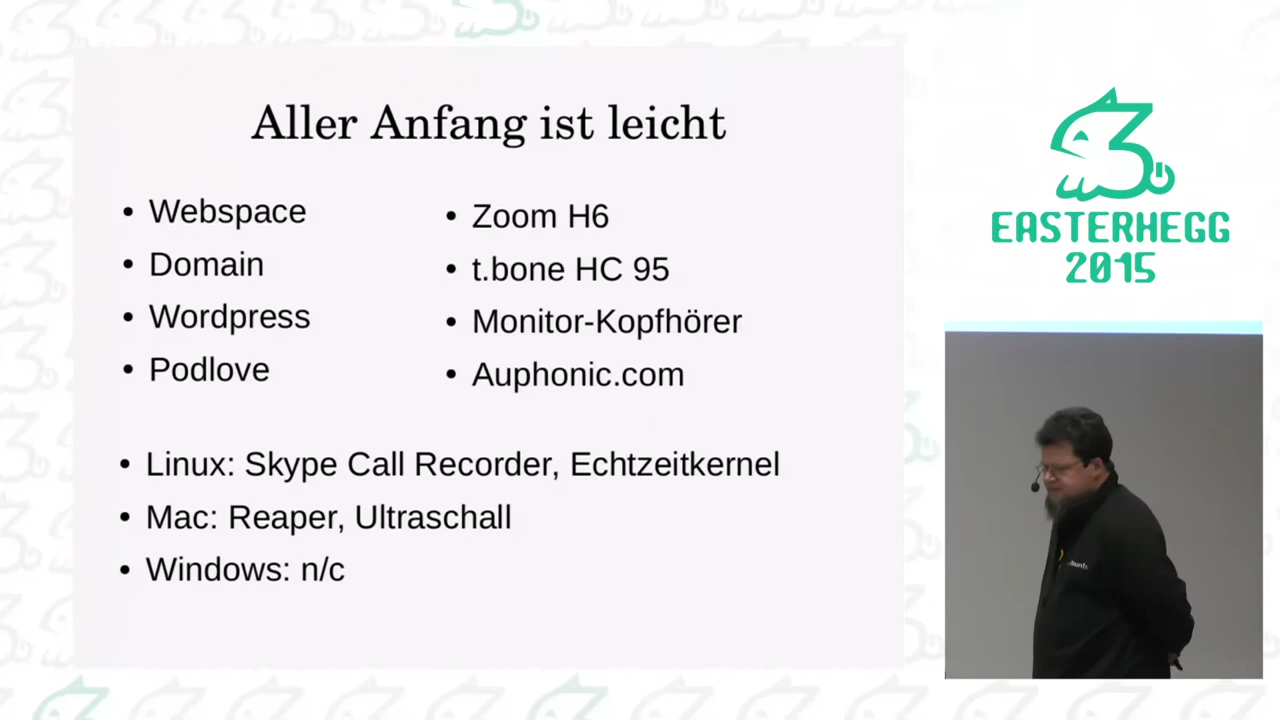 Aller Anfang ist leicht
• Webspace
• Domain
• Wordpress
• Podlove
• Zoom H6
• t.bone HC 95
• Monitor-Kopfhörer
• Auphonic.com
• Linux: Skype Call Recorder, Echtzeitkernel
• Mac: Reaper, Ultraschall
• Windows: n/c
EASTERHEGG
2015